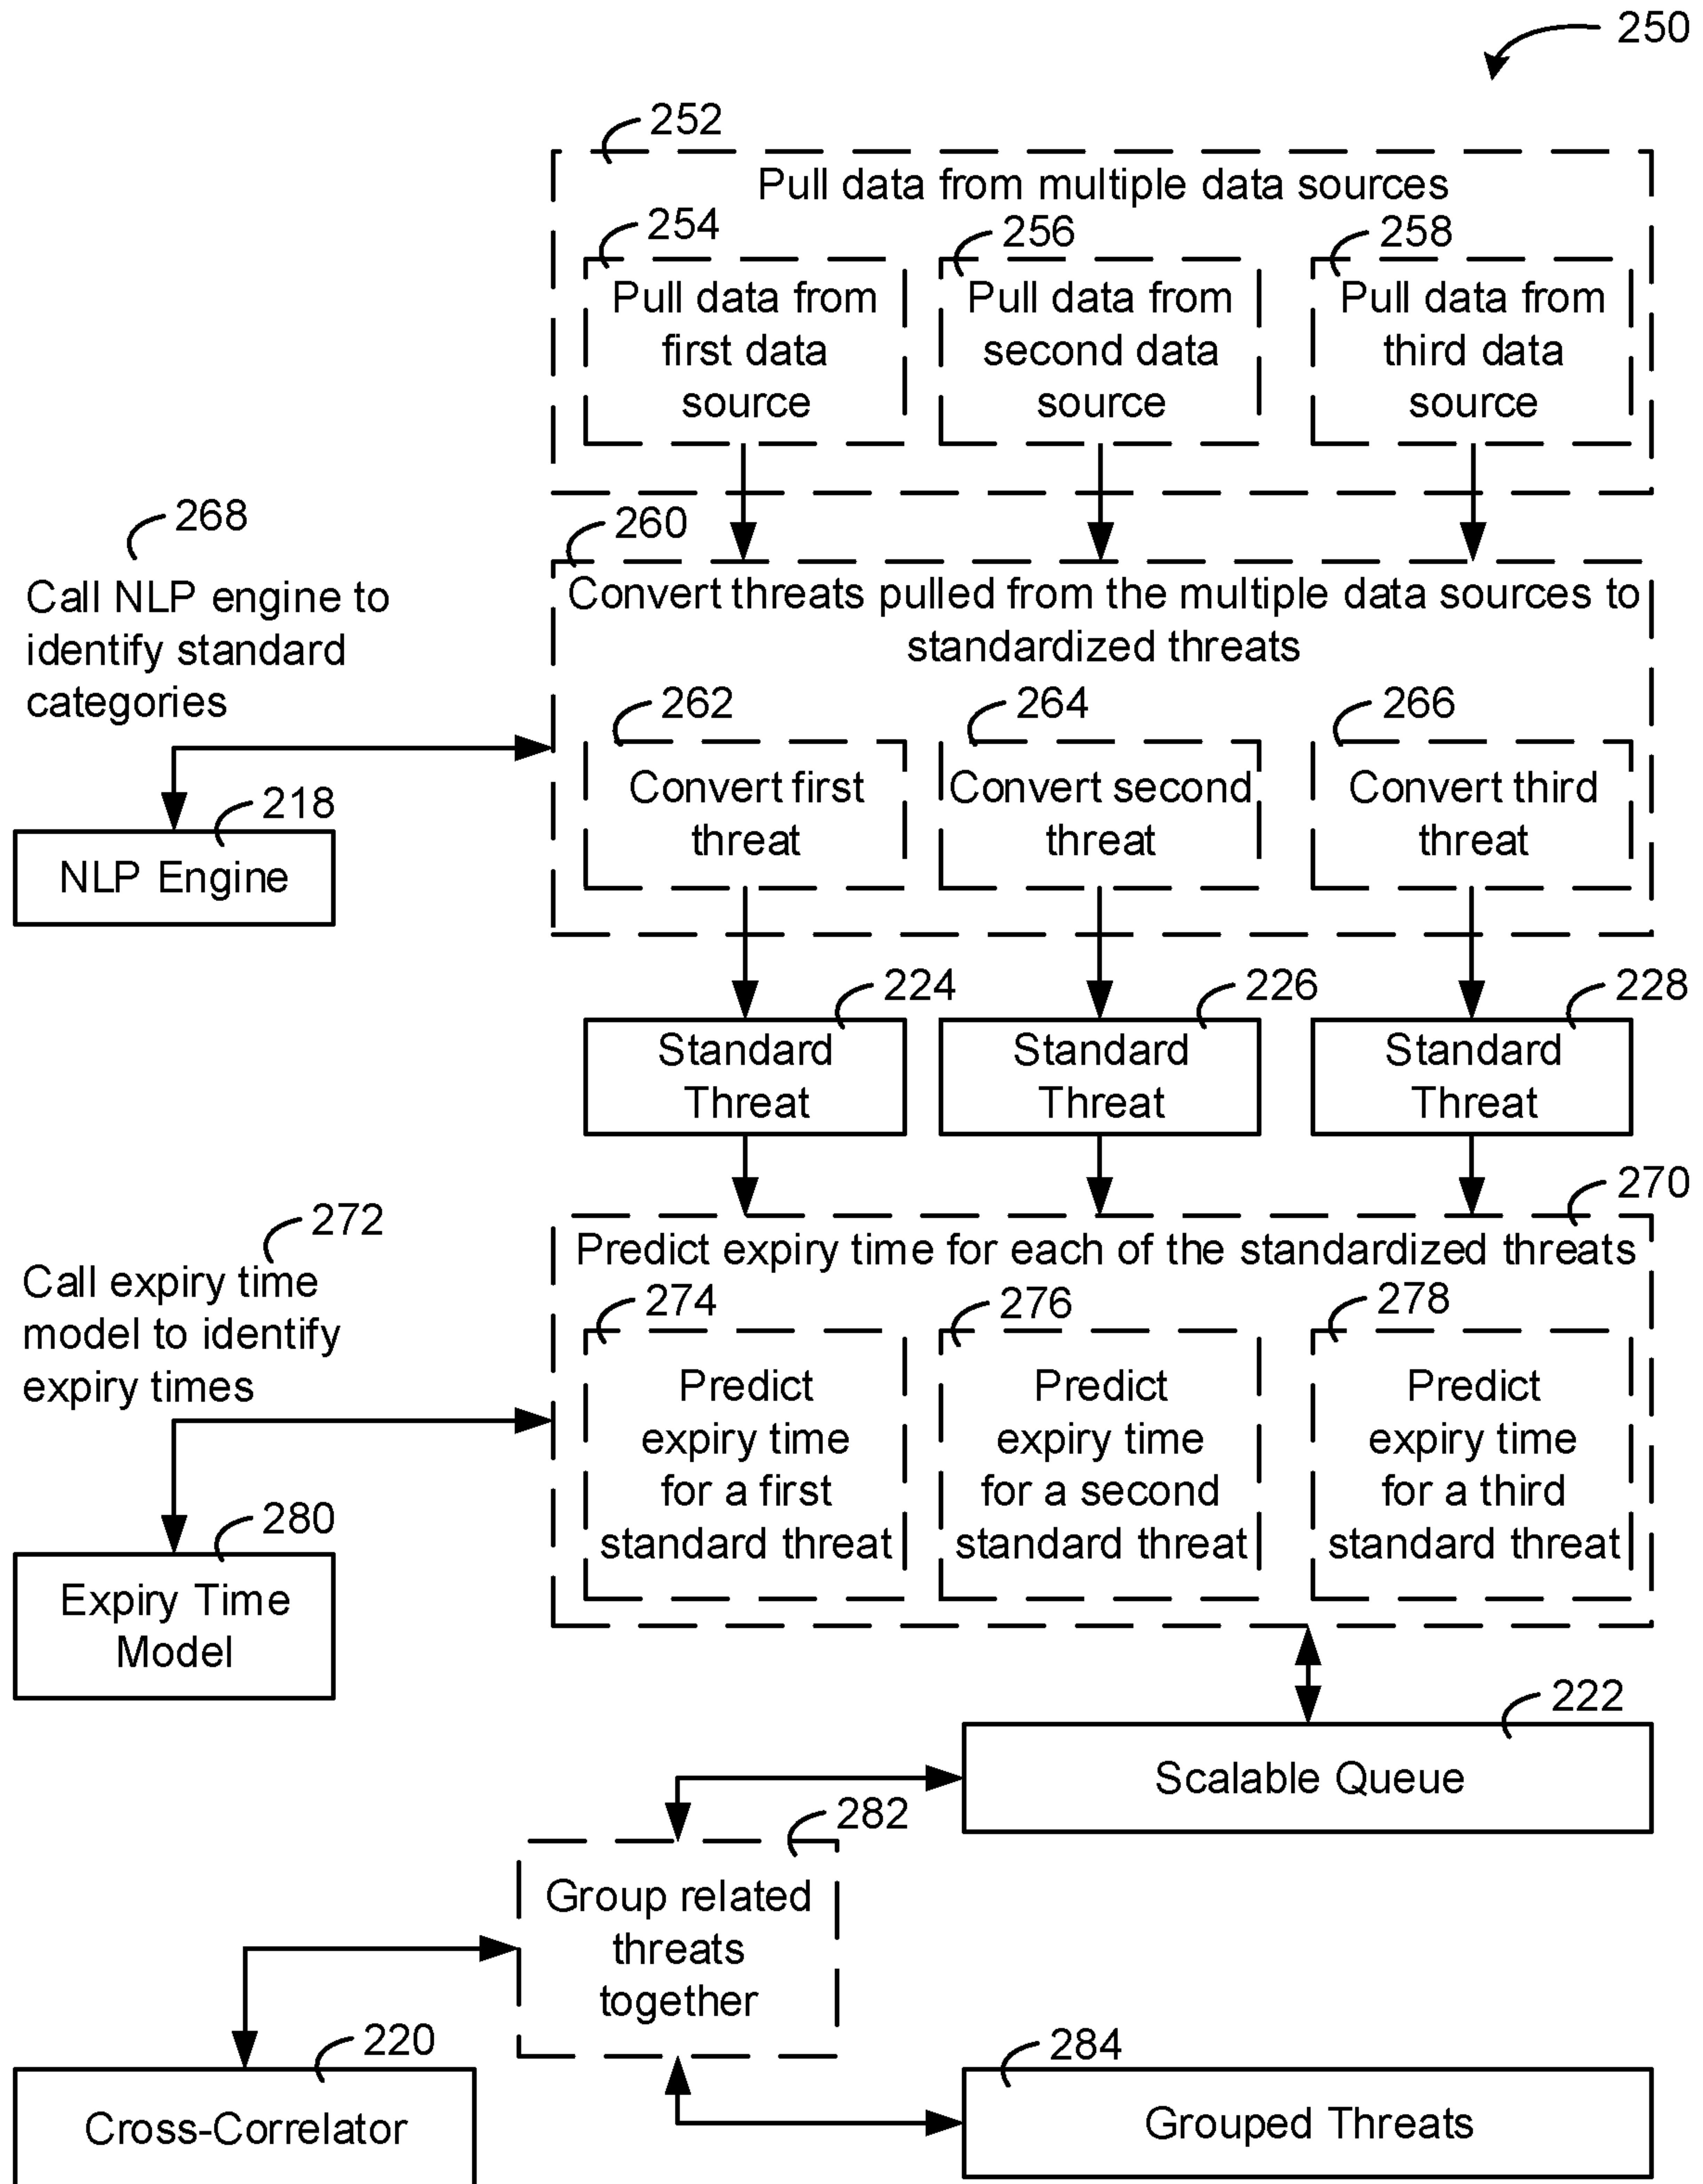 250
252
Pull data from multiple data sources
254
256
258
Pull data from
first data
source
Pull data from
second data
source
Pull data from
third data
source
268
Call NLP engine to
identify standard
categories
260
Convert threats pulled from the multiple data sources to
standardized threats
262
264
266
Convert first
threat
Convert second
threat
Convert third
threat
218
NLP Engine
224
226
228
Standard
Threat
Standard
Threat
Standard
Threat
270
272
Call expiry time
model to identify
expiry times
Predict expiry time for each of the standardized threats
274
276
278
Predict
expiry time
for a first
standard threat
Predict
expiry time
for a second
standard threat
Predict
expiry time
for a third
standard threat
280
Expiry Time
Model
222
Scalable Queue
282
Group related
threats
together
220
Cross-Correlator
284
Grouped Threats